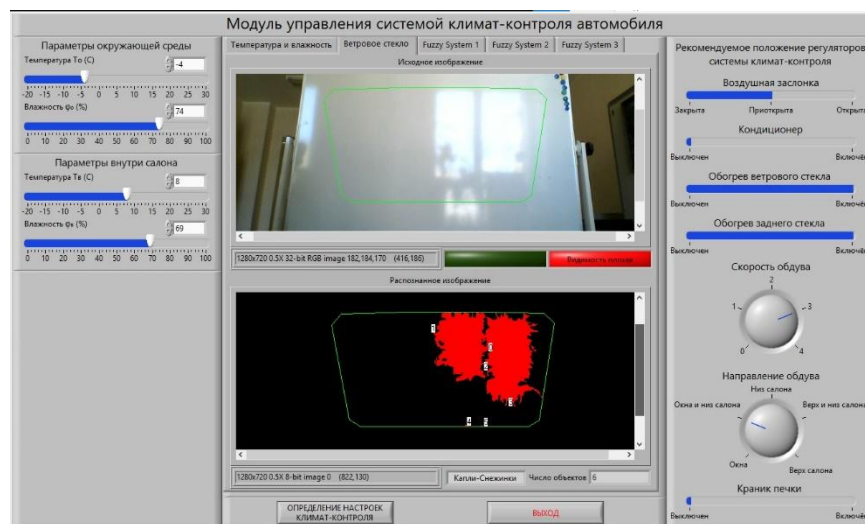 Модуль управления системой климат-контроля автомобиля
Параметры окружающей среды
Температура То (С)
-4
-20 -15 -10 -5 0 5 10 15 20 25 30
Влажность φо (%)
74
0 10 20 30 40 50 60 70 80 90 100
Параметры внутри салона
Температура Тв (С)
8
-20 -15 -10 -5 0 5 10 15 20 25 30
Влажность φв (%)
69
0 10 20 30 40 50 60 70 80 90 100
Температура и влажность
Ветровое стекло
Fuzzy System 1
Fuzzy System 2
Fuzzy System 3
Исходное изображение
1280x720 0.5X 32-bit RGB image 182,184,170 (416,186)
Видимость плохая
Распознанное изображение
1280x720 0.5X 8-bit image 0 (822,130)
Капли-Снежинки
Число объектов
6
ОПРЕДЕЛЕНИЕ НАСТРОЕК
КЛИМАТ-КОНТРОЛЯ
ВЫХОД
Рекомендуемое положение регуляторов
системы климат-контроля
Воздушная заслонка
Закрыта Приоткрыта Открыта
Кондиционер
Выключен Включён
Обогрев ветрового стекла
Выключен Включён
Обогрев заднего стекла
Выключен Включён
Скорость обдува
0 1 2 3 4
Направление обдува
Низ салона
Окна и низ салона
Верх и низ салона
Окна
Верх салона
Краник печки
Выключен Включён